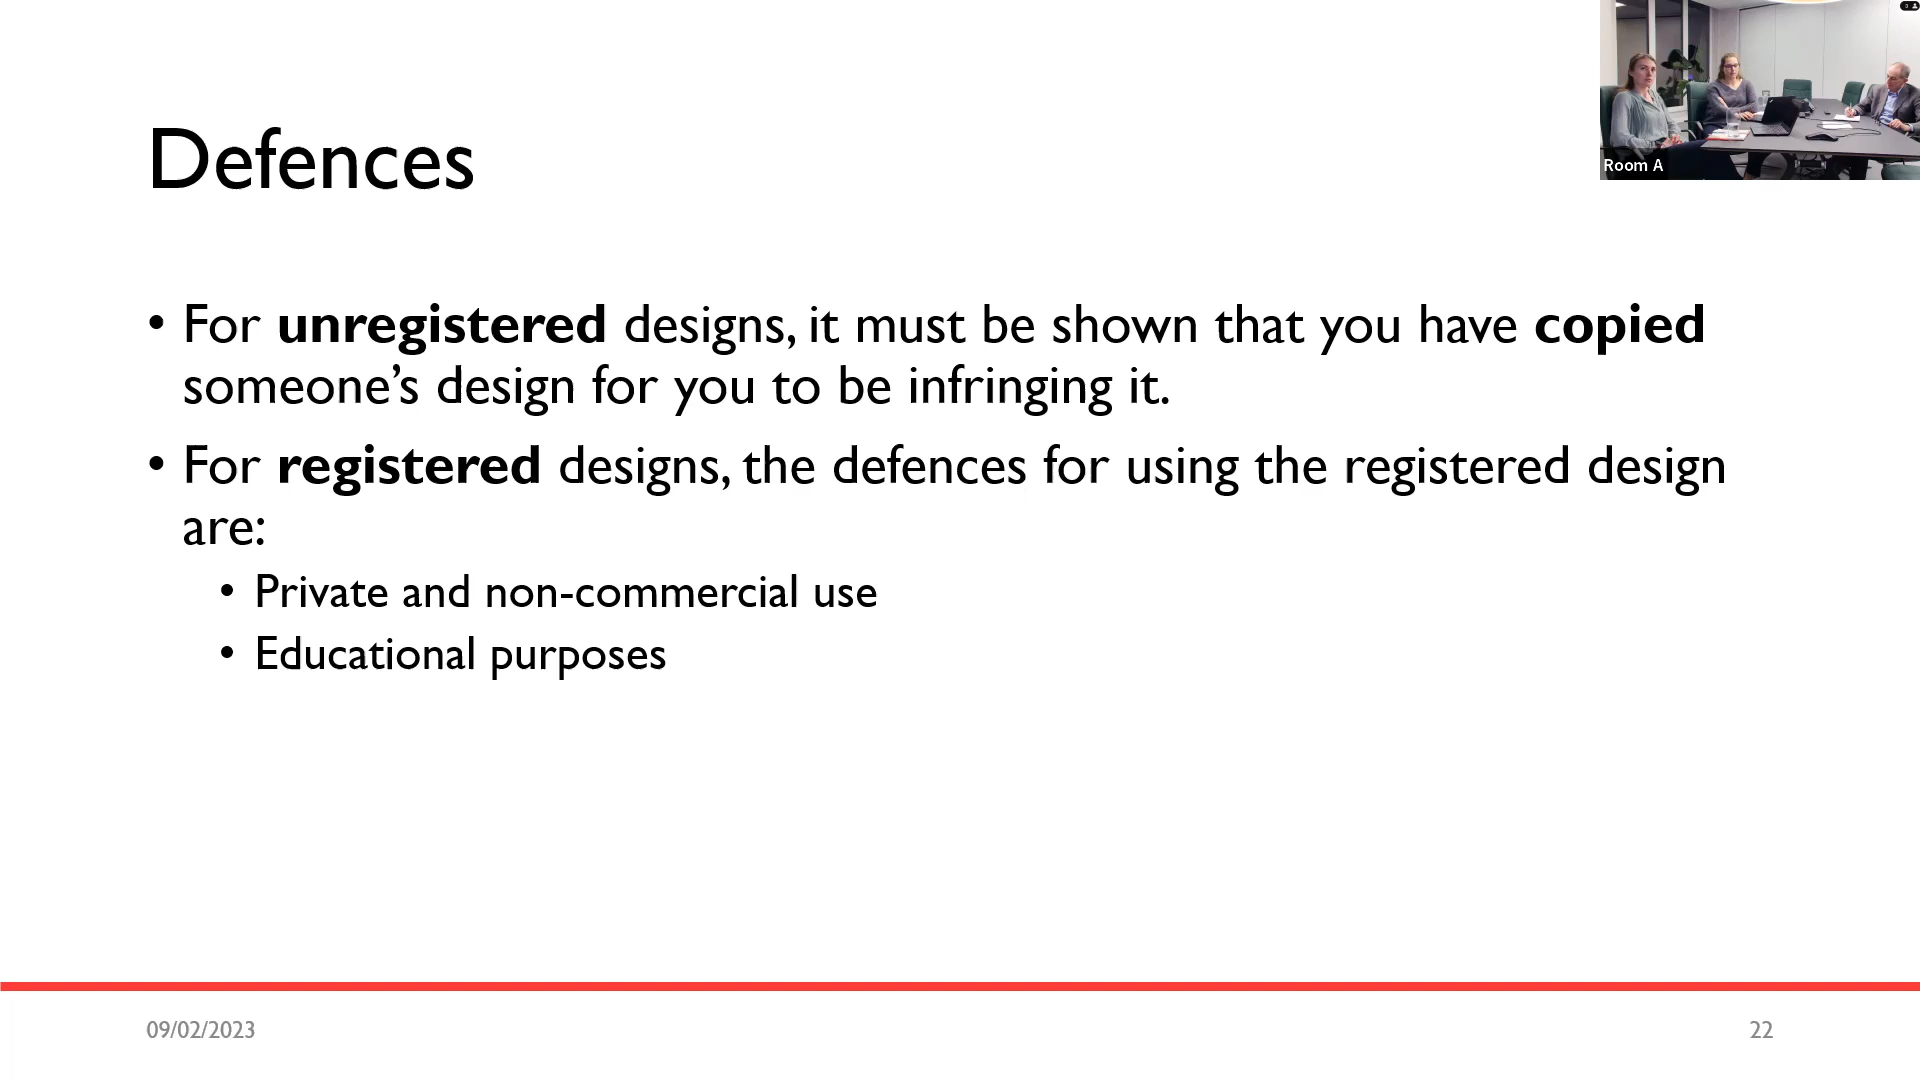 Room A
Defences
• For unregistered designs, it must be shown that you have copied
someone’s design for you to be infringing it.
• For registered designs, the defences for using the registered design
are:
• Private and non-commercial use
• Educational purposes
09/02/2023
22